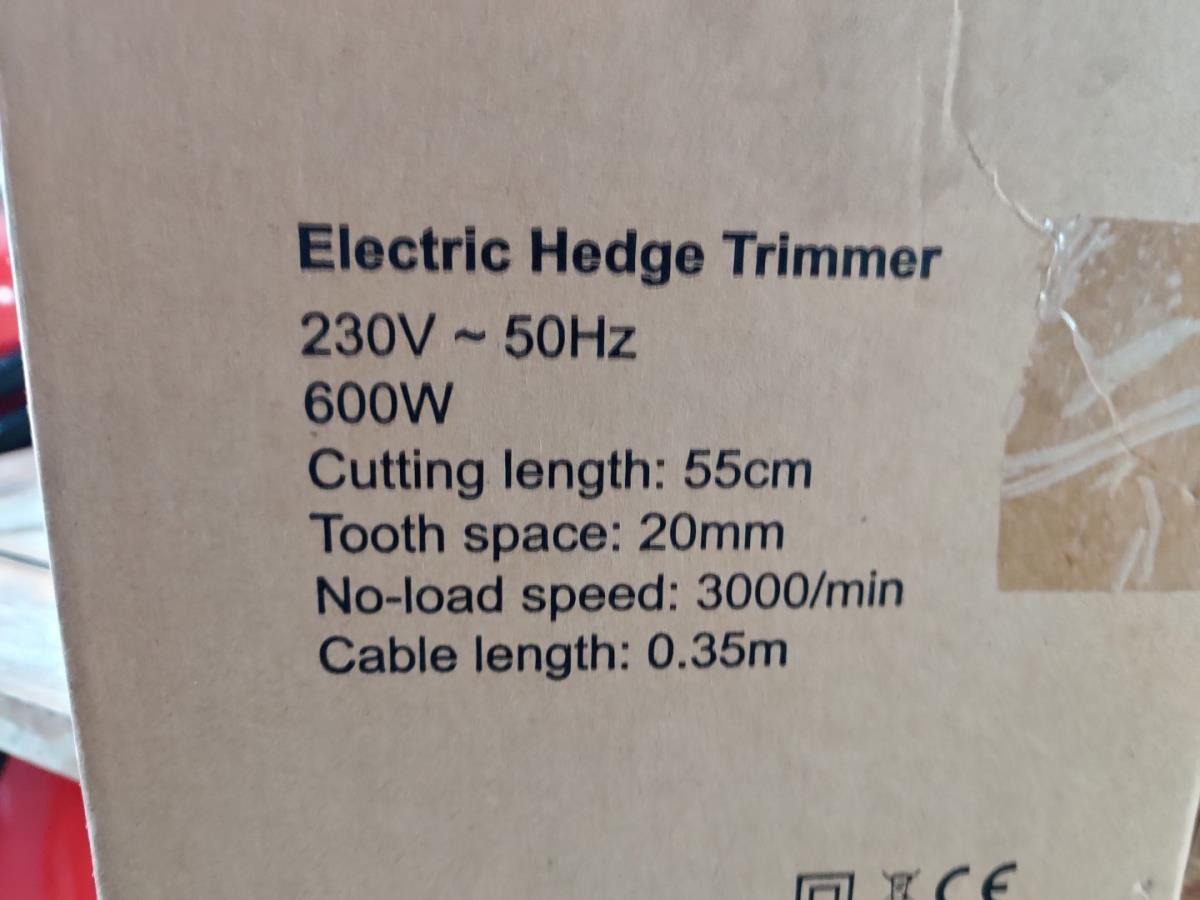 Electric Hedge Trimmer
230V ~ 50Hz
600W
Cutting length: 55cm
Tooth space: 20mm
No-load speed: 3000/min
Cable length: 0.35m
CE